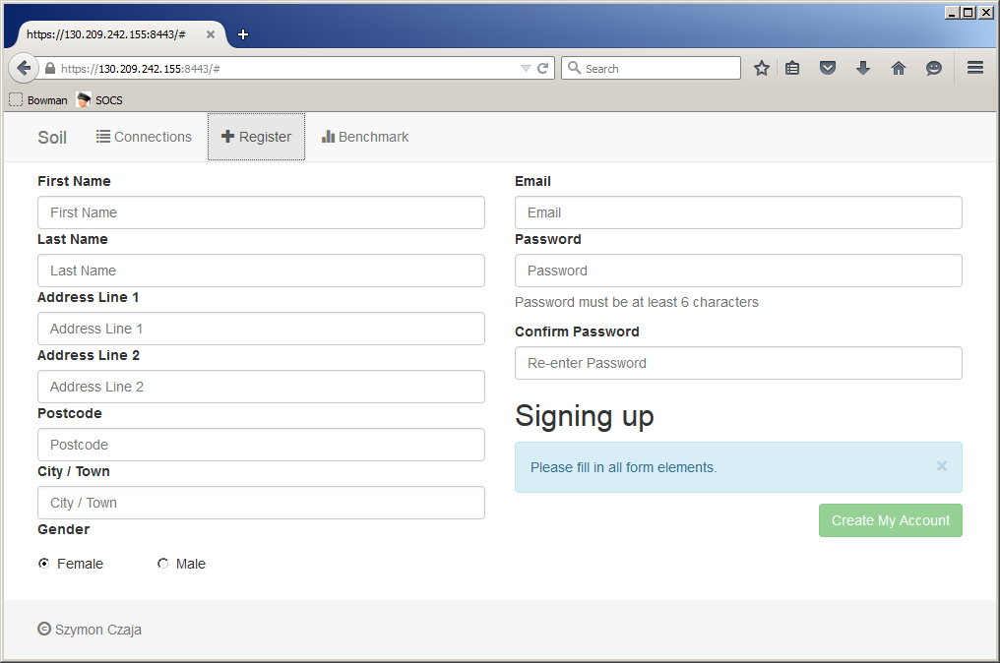 https://130.209.242.155:8443/#
https://130.209.242.155:8443/#
Search
Bowman
SOCS
Soil
Connections
Register
Benchmark
First Name
First Name
Last Name
Last Name
Address Line 1
Address Line 1
Address Line 2
Address Line 2
Postcode
Postcode
City / Town
City / Town
Gender
Female
Male
Email
Email
Password
Password
Password must be at least 6 characters
Confirm Password
Re-enter Password
Signing up
Please fill in all form elements.
Create My Account
© Szymon Czaja